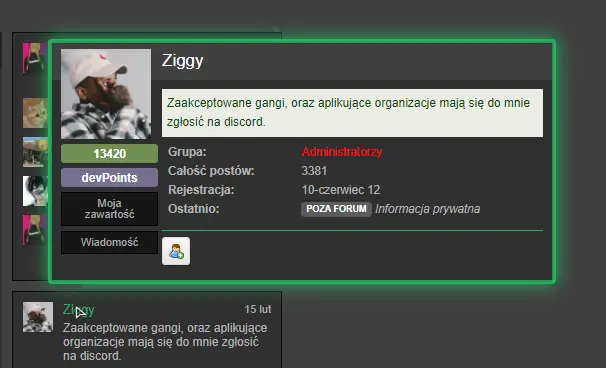 Ziggy
Zaakceptowane gangi, oraz aplikujące organizacje mają się do mnie
zgłosić na discord.
13420
devPoints
Moja
zawartość
Wiadomość
Grupa: Administratorzy
Całość postów: 3381
Rejestracja: 10-czerwiec 12
Ostatnio: POZA FORUM Informacja prywatna
Ziggy 15 lut
Zaakceptowane gangi, oraz aplikujące
organizacje mają się do mnie zgłosić
na discord.